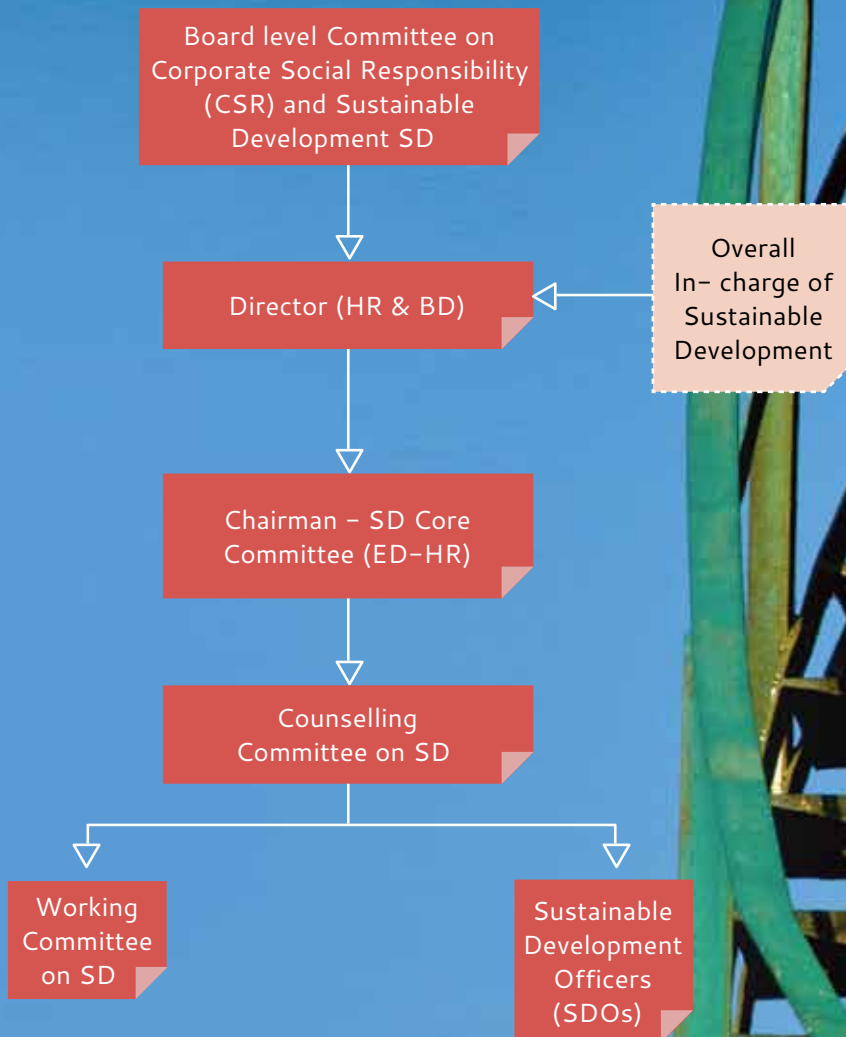 Board level Committee on
Corporate Social Responsibility
(CSR) and Sustainable
Development SD
Director (HR & BD)
Overall
In- charge of
Sustainable
Development
Chairman - SD Core
Committee (ED-HR)
Counselling
Committee on SD
Working
Committee
on SD
Sustainable
Development
Officers
(SDOs)